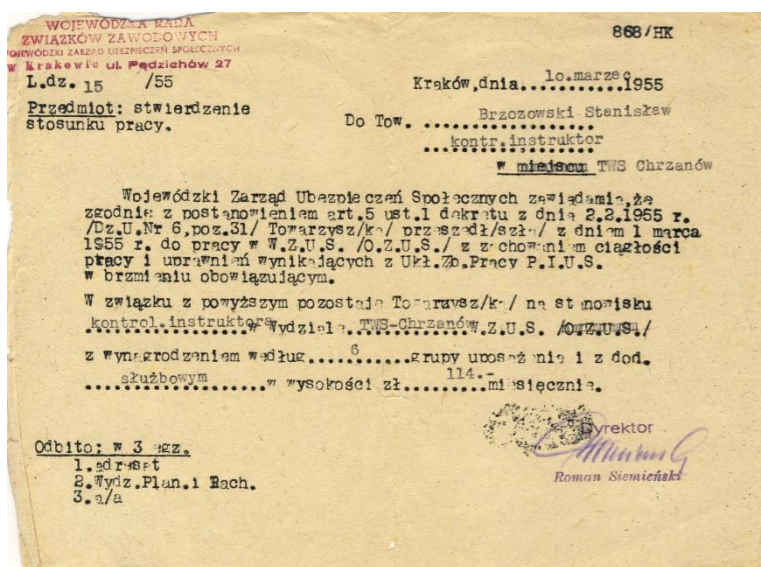 WOJEWÓDZKA RADA
ZWIĄZKÓW ZAWODOWYCH
WOJEWÓDZKI ZARZĄD UBEZPIECZEŃ SPOŁECZNYCH
w Krakowie ul. Pędzichów 27
868/HK
L.dz. 15 /55
Kraków,dnia...10.marzec...1955
Przedmiot: stwierdzenie
stosunku pracy.
Do Tow. Brzozowski Stanisław
kontr.instruktor
w miejscu TWS Chrzanów
Wojewódzki Zarząd Ubezpieczeń Społecznych zawiadamia,że
zgodnie z postanowieniem art.5 ust.1 dekretu z dnia 2.2.1955 r.
/Dz.U.Nr 6,poz.31/ Towarzysz/ka/ przeszedł/szła/ z dniem 1 marca
1955 r. do pracy w W.Z.U.S. /O.Z.U.S./ z zachowaniem ciągłości
pracy i uprawnień wynikających z Ukł.Zb.Pracy P.I.U.S.
w brzmieniu obowiązującym.
W związku z powyższym pozostaje Towarzysz/ka/ na stanowisku
kontrol.instruktora w Wydziale TWS-Chrzanów W.Z.U.S. /O.Z.U.S./
z wynagrodzeniem według......6......grupy uposażenia i z dod.
służbowym w wysokości zł...114.-...miesięcznie.
Dyrektor
Roman Siemieński
Odbito: w 3 egz.
1.adresat
2.Wydz.Plan.i Rach.
3.a/a